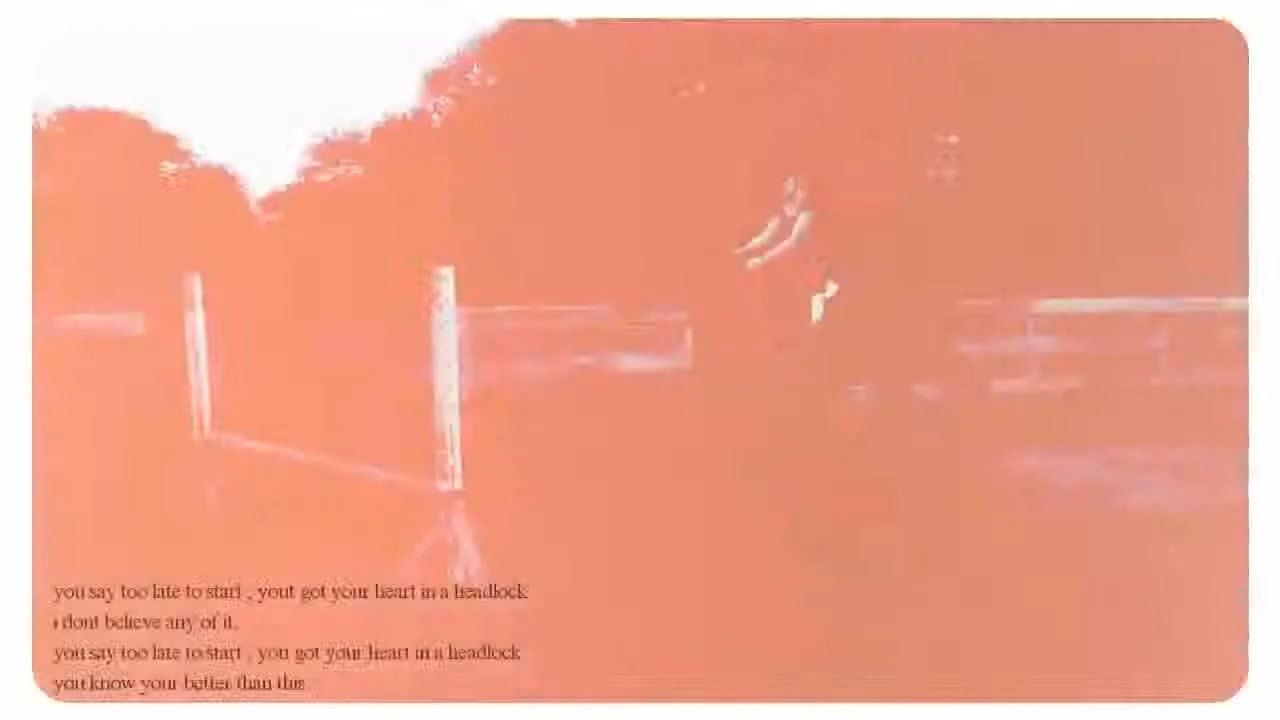 you say too late to start , yout got your heart in a headlock
i dont believe any of it.
you say too late to start , you got your heart in a headlock
you know your better than this